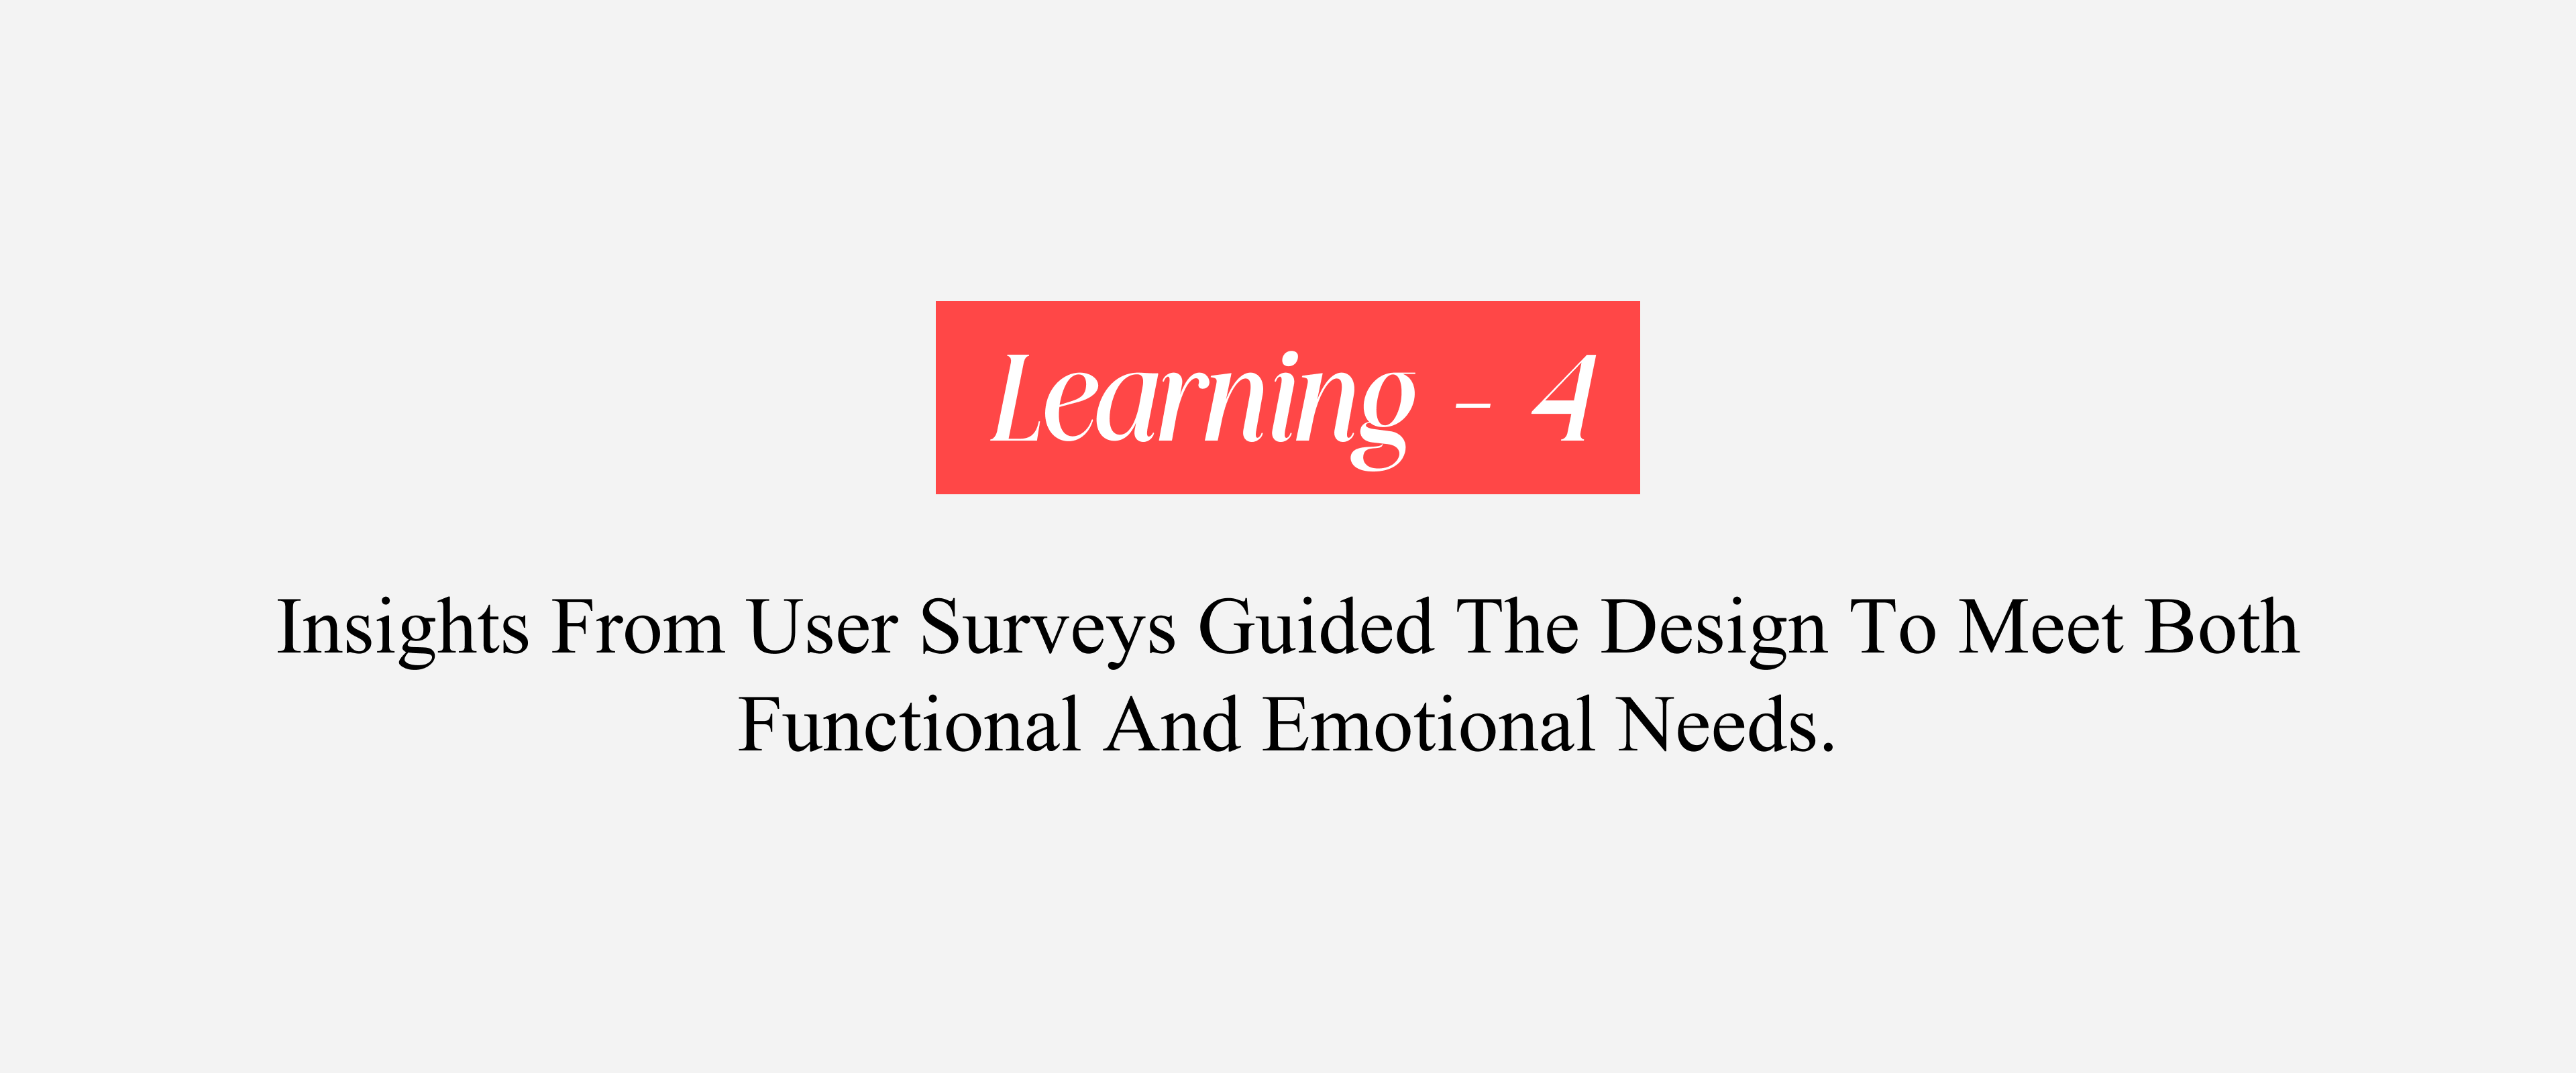 Learning - 4
Insights From User Surveys Guided The Design To Meet Both
Functional And Emotional Needs.